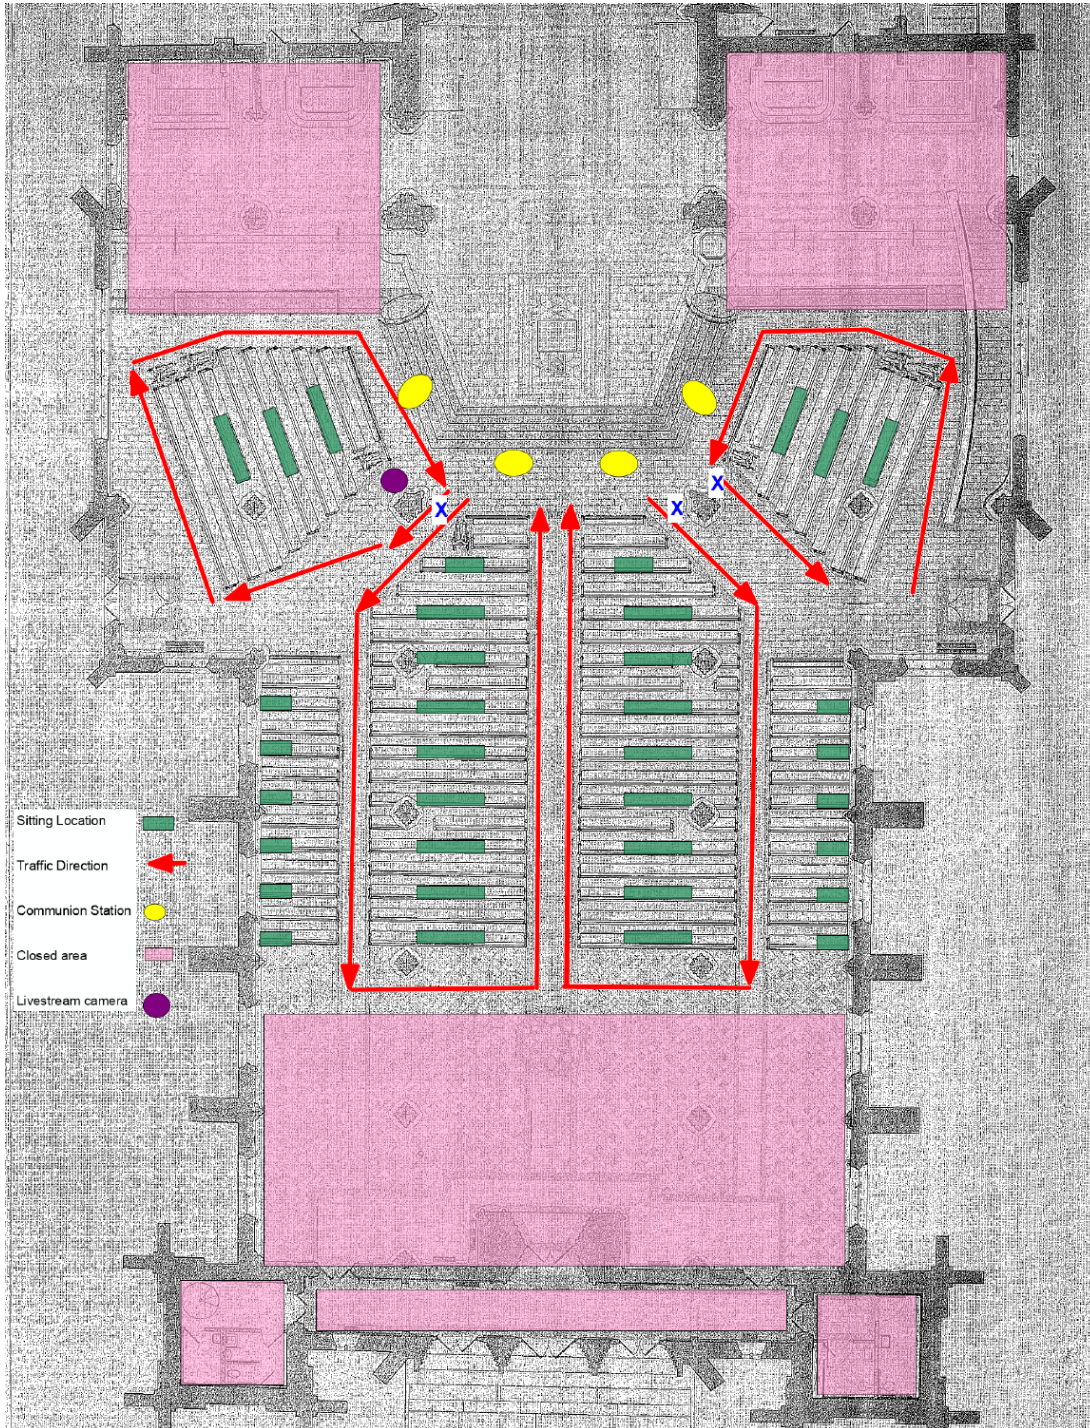 X
X
X
Sitting Location
Traffic Direction
Communion Station
Closed area
Livestream camera